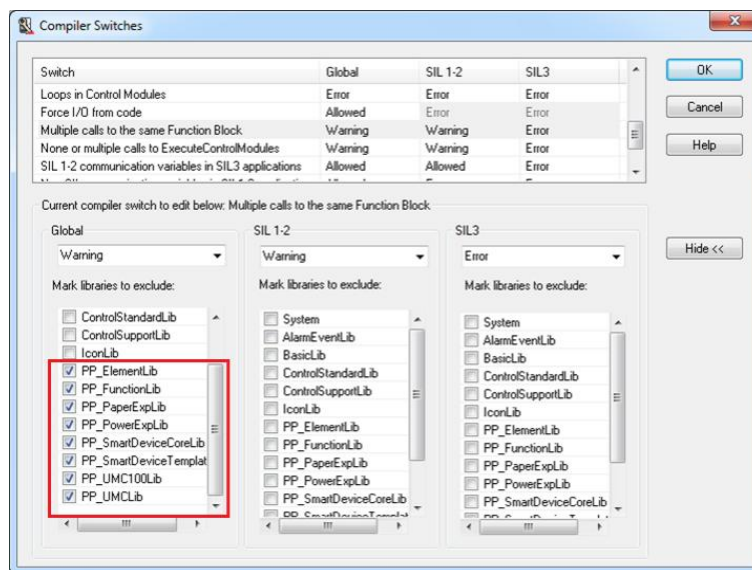 Compiler Switches
Switch Global SIL 1-2 SIL3
Loops in Control Modules Error Error Error
Force I/O from code Allowed Error Error
Multiple calls to the same Function Block Warning Warning Error
None or multiple calls to ExecuteControlModules Warning Warning Error
SIL 1-2 communication variables in SIL3 applications Allowed Allowed Error
OK
Cancel
Help
Current compiler switch to edit below: Multiple calls to the same Function Block
Hide <<
Global
Warning
Mark libraries to exclude:
ControlStandardLib
ControlSupportLib
IconLib
PP_ElementLib
PP_FunctionLib
PP_PaperExpLib
PP_PowerExpLib
PP_SmartDeviceCoreLib
PP_SmartDeviceTemplat
PP_UMC100Lib
PP_UMCLib
SIL 1-2
Warning
Mark libraries to exclude:
System
AlarmEventLib
BasicLib
ControlStandardLib
ControlSupportLib
IconLib
PP_ElementLib
PP_FunctionLib
PP_PaperExpLib
PP_PowerExpLib
PP_SmartDeviceCoreLib
SIL3
Error
Mark libraries to exclude:
System
AlarmEventLib
BasicLib
ControlStandardLib
ControlSupportLib
IconLib
PP_ElementLib
PP_FunctionLib
PP_PaperExpLib
PP_PowerExpLib
PP_SmartDeviceCoreLib